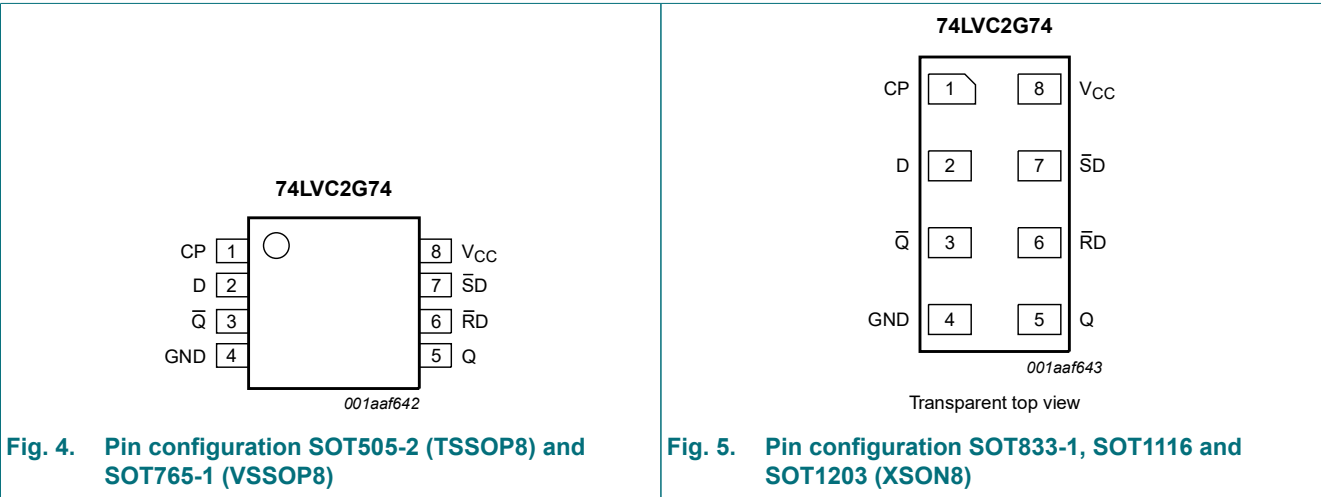 74LVC2G74
CP 1 8 VCC
D 2 7 S̅D
Q̅ 3 6 R̅D
GND 4 5 Q
001aaf642
Fig. 4. Pin configuration SOT505-2 (TSSOP8) and
SOT765-1 (VSSOP8)
74LVC2G74
CP 1 8 VCC
D 2 7 S̅D
Q̅ 3 6 R̅D
GND 4 5 Q
001aaf643
Transparent top view
Fig. 5. Pin configuration SOT833-1, SOT1116 and
SOT1203 (XSON8)